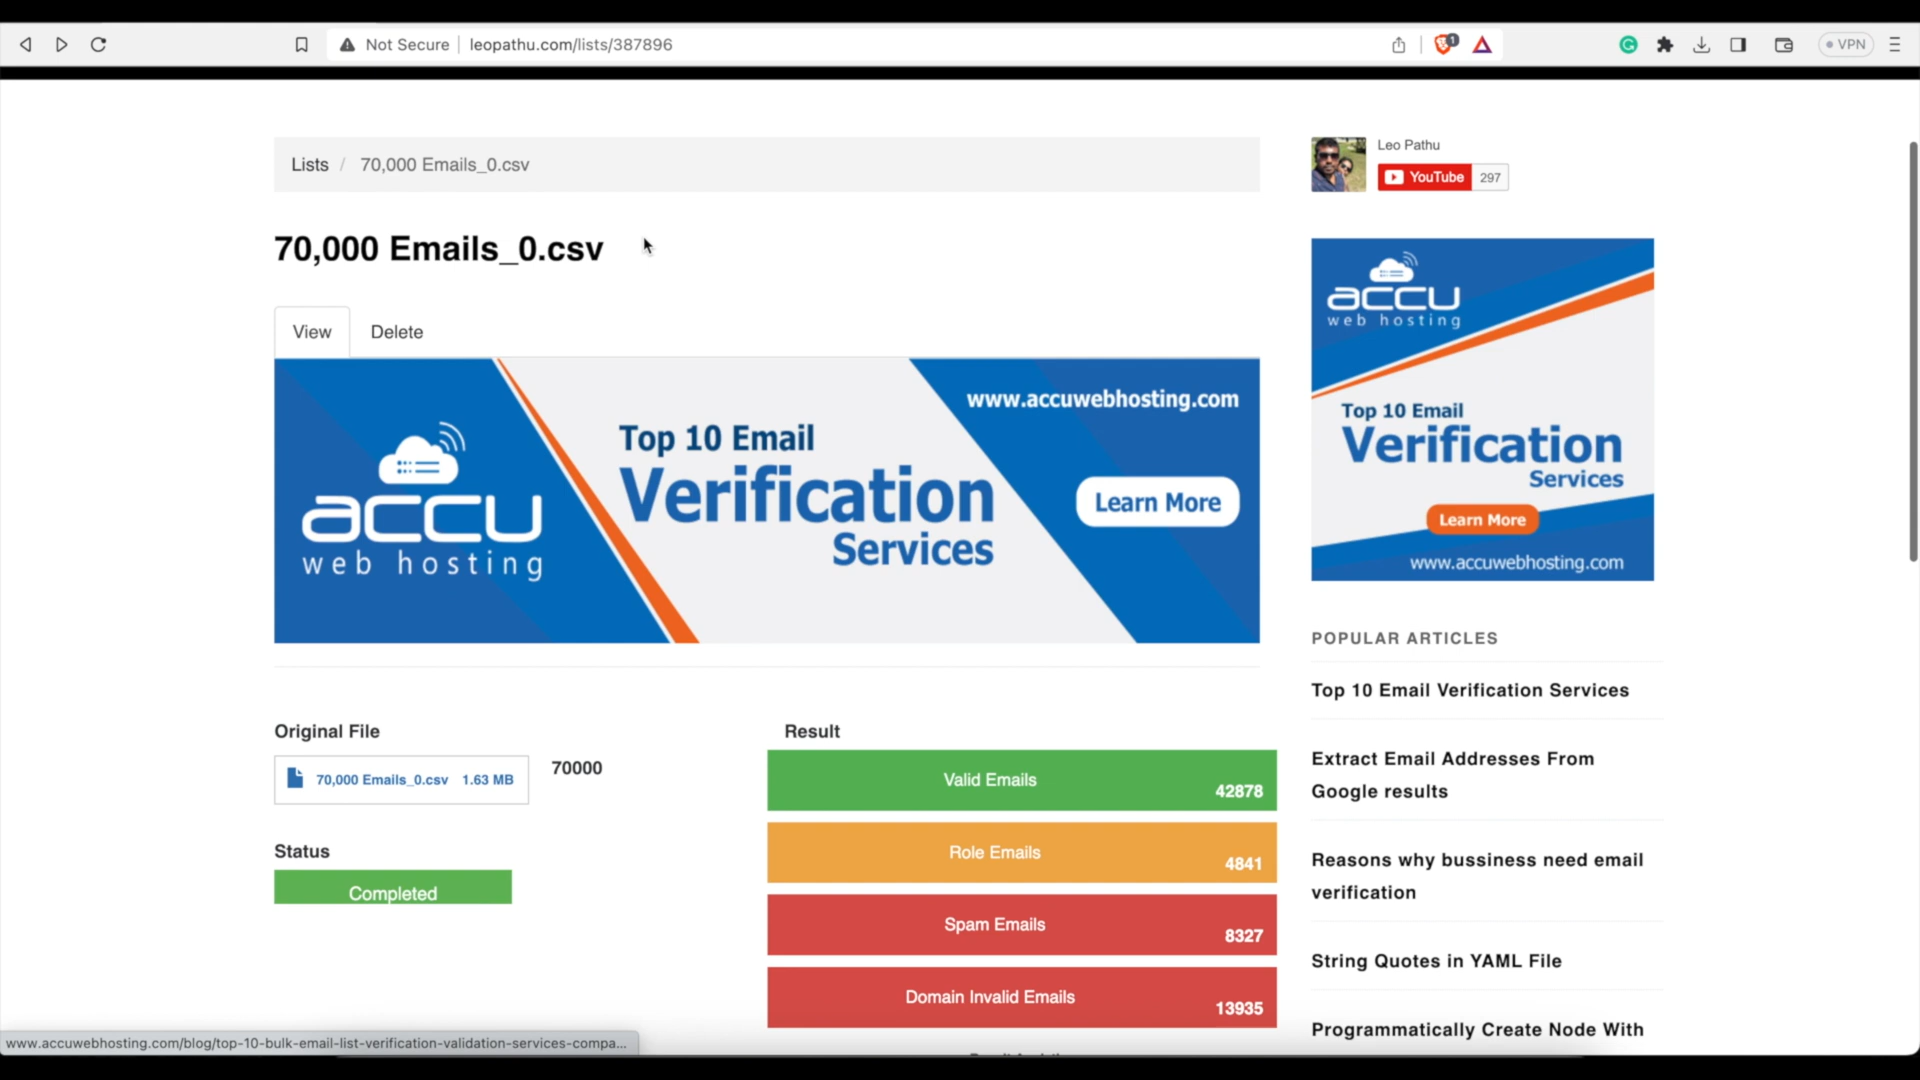 Not Secure
leopathu.com/lists/387896
1
VPN
Lists / 70,000 Emails_0.csv
Leo Pathu
YouTube 297
70,000 Emails_0.csv
View Delete
accu
web hosting
Top 10 Email
Verification
Services
www.accuwebhosting.com
Learn More
accu
web hosting
Top 10 Email
Verification
Services
Learn More
www.accuwebhosting.com
POPULAR ARTICLES
Top 10 Email Verification Services
Extract Email Addresses From
Google results
Reasons why bussiness need email
verification
String Quotes in YAML File
Programmatically Create Node With
Original File
70,000 Emails_0.csv 1.63 MB
70000
Status
Completed
Result
Valid Emails
42878
Role Emails
4841
Spam Emails
8327
Domain Invalid Emails
13935
www.accuwebhosting.com/blog/top-10-bulk-email-list-verification-validation-services-compa...